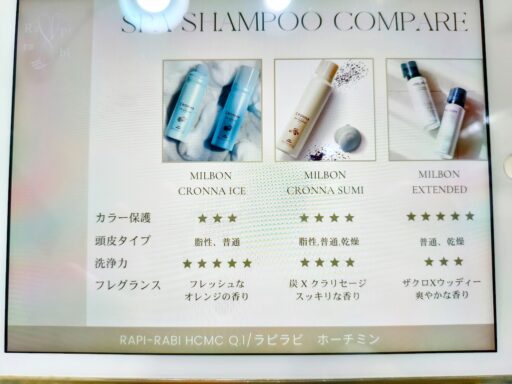 SPA SHAMPOO COMPARE
MILBON
CRONNA ICE
MILBON
CRONNA SUMI
MILBON
EXTENDED
カラー保護 ★★★ ★★★★ ★★★★★
頭皮タイプ 脂性、普通 脂性,普通,乾燥 普通、乾燥
洗浄力 ★★★★★ ★★★★ ★★★
フレグランス
フレッシュな
オレンジの香り
炭 X クラリセージ
スッキリな香り
ザクロXウッディー
爽やかな香り
RAPI-RABI HCMC Q.1/ラピラビ ホーチミン